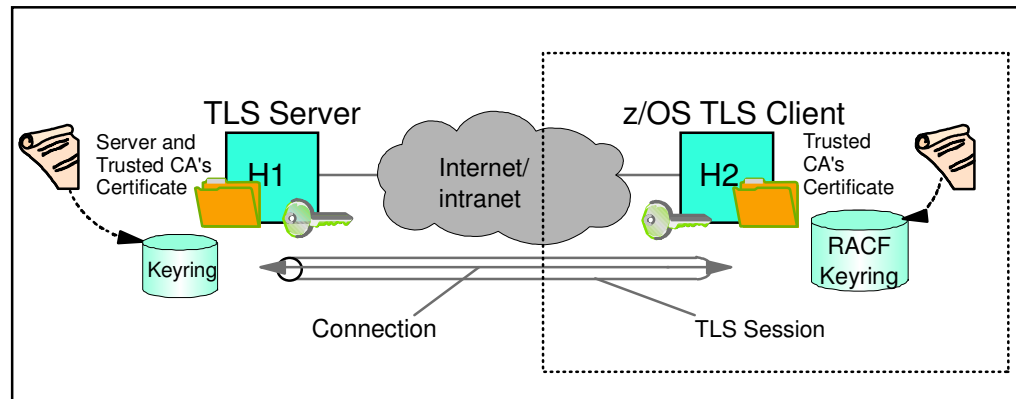 TLS Server
z/OS TLS Client
Server and
Trusted CA's
Certificate
H1
Internet/
intranet
H2
Trusted
CA's
Certificate
Keyring
RACF
Keyring
Connection
TLS Session